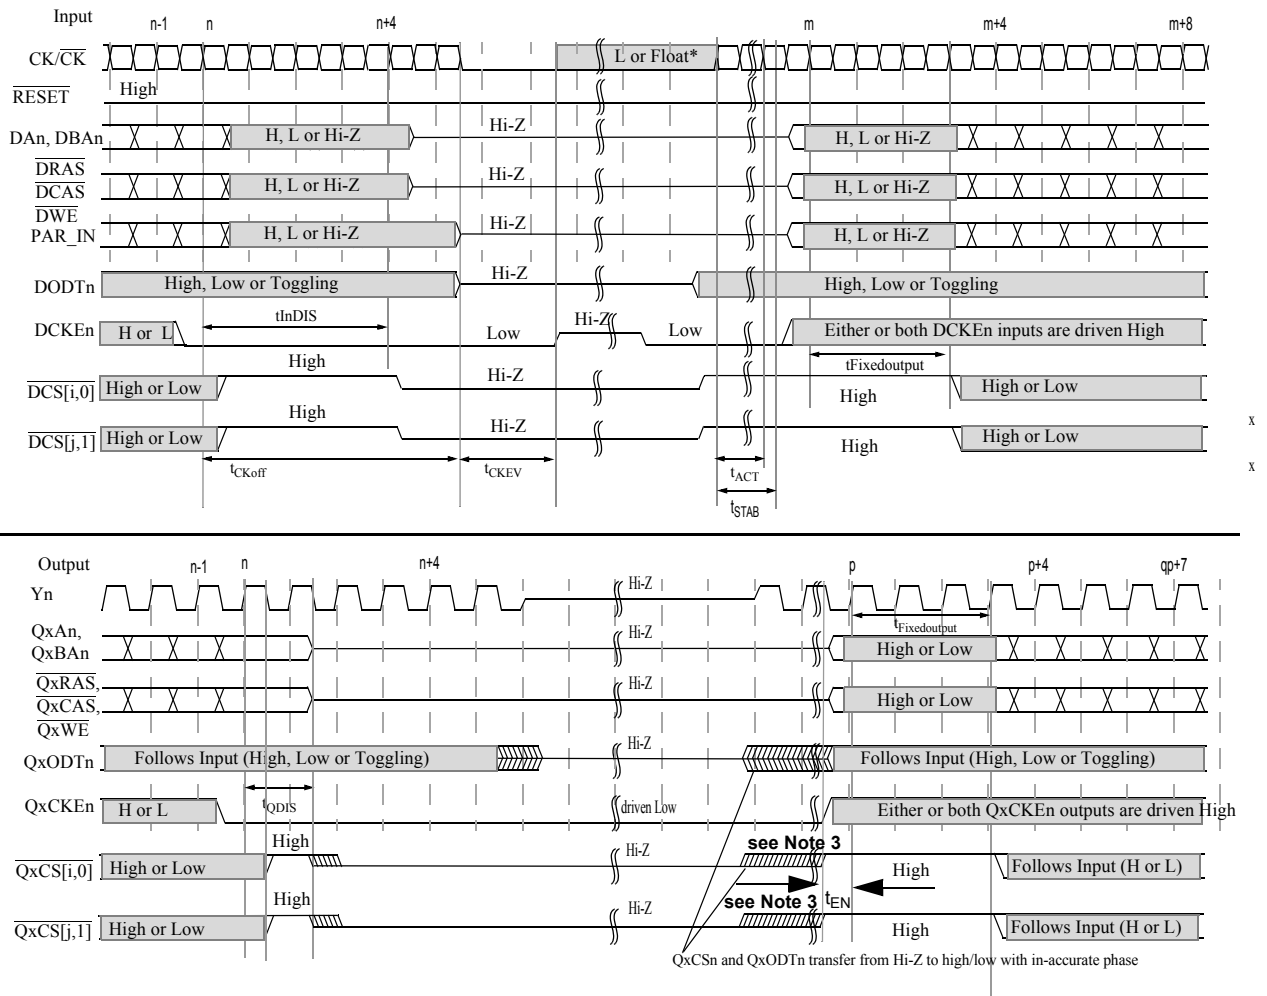 Input
n-1 n n+4 m m+4 m+8
CK/CK L or Float*
RESET High
DAn, DBAn H, L or Hi-Z Hi-Z H, L or Hi-Z
DRAS
DCAS H, L or Hi-Z Hi-Z H, L or Hi-Z
DWE
PAR_IN H, L or Hi-Z Hi-Z H, L or Hi-Z
DODTn High, Low or Toggling Hi-Z High, Low or Toggling
tInDIS
DCKEn H or L Low Hi-Z Low Either or both DCKEn inputs are driven High
tFixedoutput
High
DCS[i,0] High or Low Hi-Z High High or Low
High
DCS[j,1] High or Low Hi-Z High High or Low
x
x
tCKoff tCKEV tACT
tSTAB
Output
n-1 n n+4 p p+4 qp+7
Yn Hi-Z
tFixedoutput
QxAn,
QxBAn Hi-Z High or Low
QxRAS,
QxCAS, Hi-Z High or Low
QxWE
QxODTn Follows Input (High, Low or Toggling) Hi-Z Follows Input (High, Low or Toggling)
tQDIS
QxCKEn H or L driven Low Either or both QxCKEn outputs are driven High
High Hi-Z see Note 3
QxCS[i,0] High or Low High Follows Input (H or L)
High Hi-Z see Note 3 tEN
QxCS[j,1] High or Low High Follows Input (H or L)
QxCSn and QxODTn transfer from Hi-Z to high/low with in-accurate phase